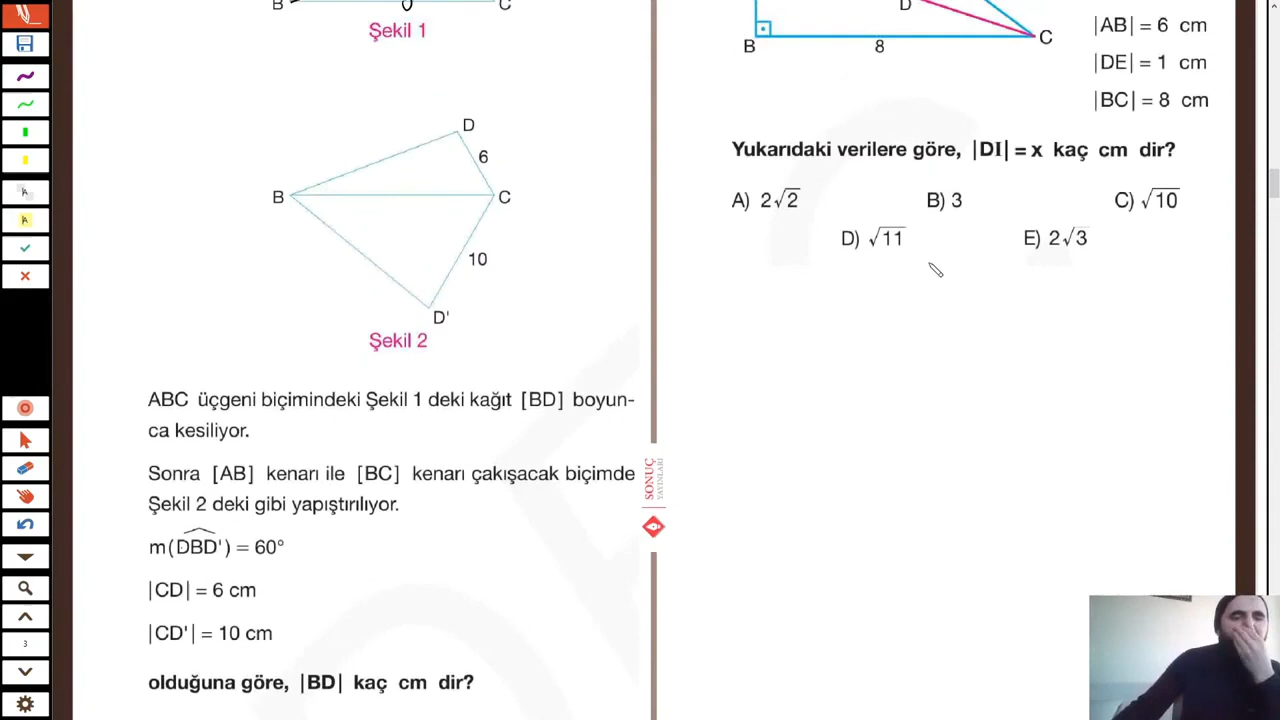 B
C
Şekil 1
D
6
B
C
10
D'
Şekil 2
ABC üçgeni biçimindeki Şekil 1 deki kağıt [BD] boyun-
ca kesiliyor.
Sonra [AB] kenarı ile [BC] kenarı çakışacak biçimde
Şekil 2 deki gibi yapıştırılıyor.
m(DBD') = 60°
|CD| = 6 cm
|CD'| = 10 cm
olduğuna göre, |BD| kaç cm dir?
SONUÇ
YAYINLARI
D
B
8
C
|AB| = 6 cm
|DE| = 1 cm
|BC| = 8 cm
Yukarıdaki verilere göre, |DI| = x kaç cm dir?
A) 2√2 B) 3 C) √10
D) √11 E) 2√3
3